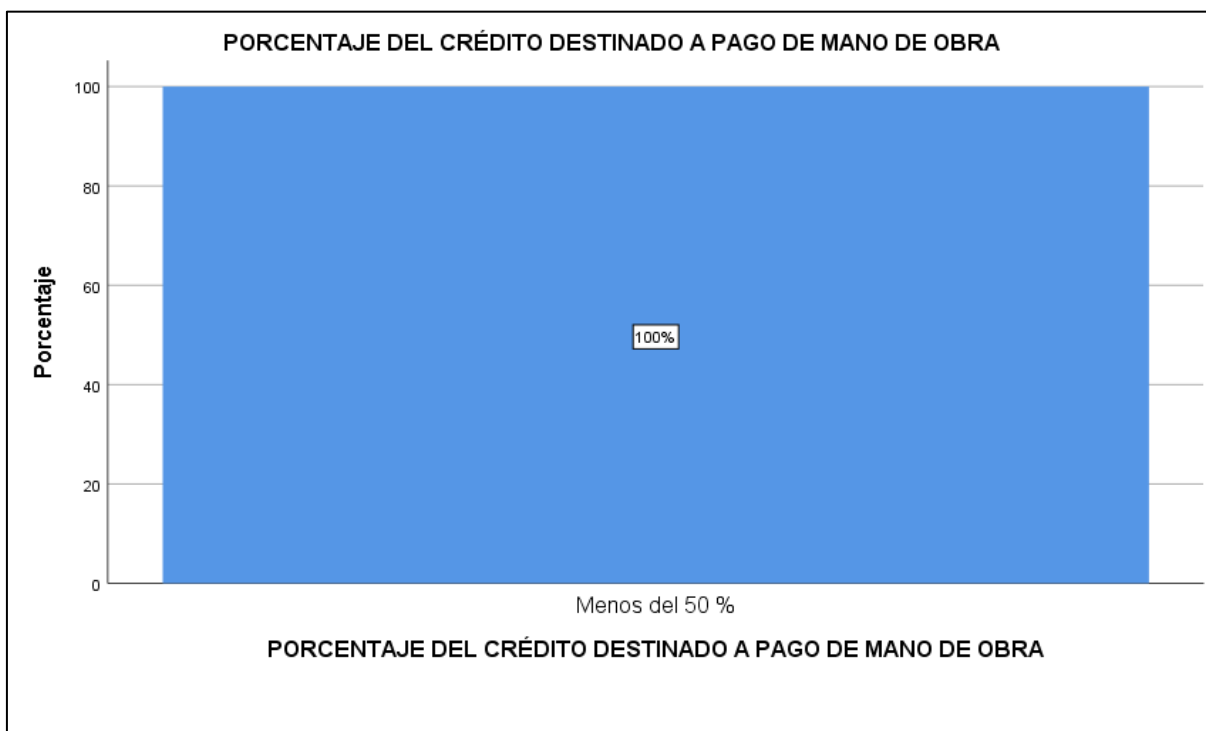 PORCENTAJE DEL CRÉDITO DESTINADO A PAGO DE MANO DE OBRA
100
80
60
40
20
0
Porcentaje
100%
Menos del 50 %
PORCENTAJE DEL CRÉDITO DESTINADO A PAGO DE MANO DE OBRA